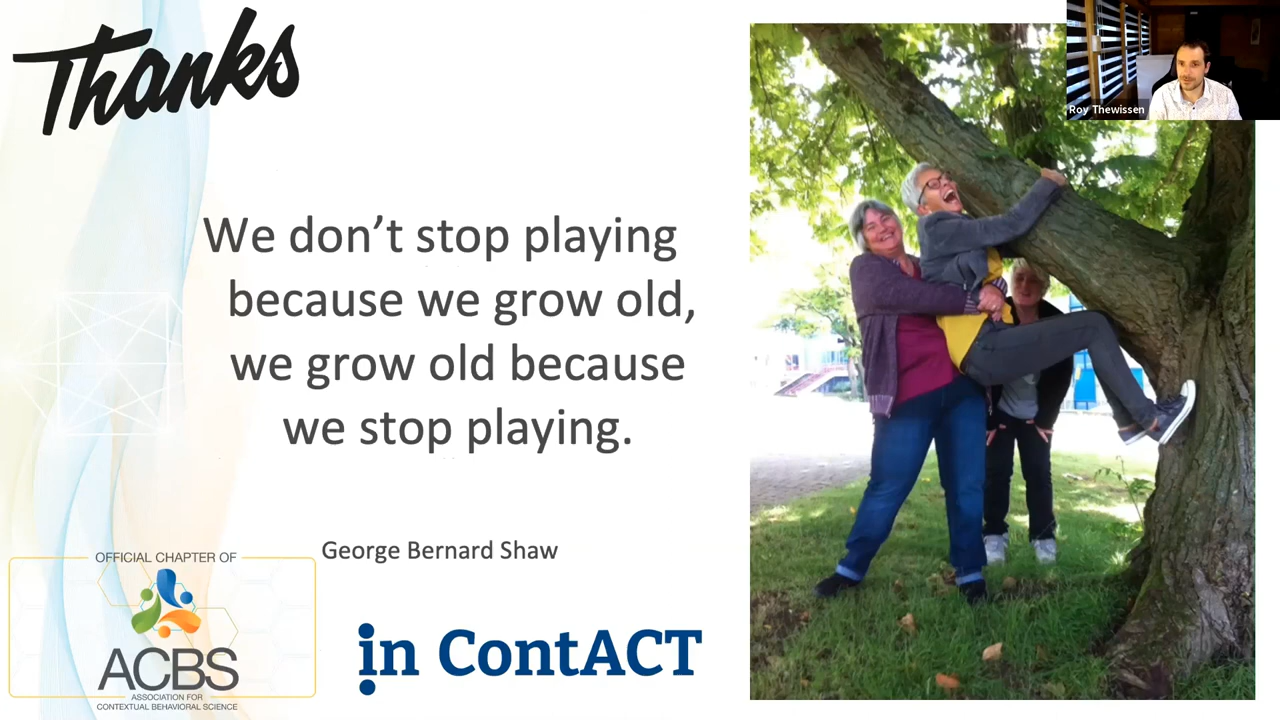 Thanks
Roy Thewissen
We don’t stop playing
because we grow old,
we grow old because
we stop playing.
George Bernard Shaw
OFFICIAL CHAPTER OF
ACBS
ASSOCIATION FOR
CONTEXTUAL BEHAVIORAL SCIENCE
in ContACT